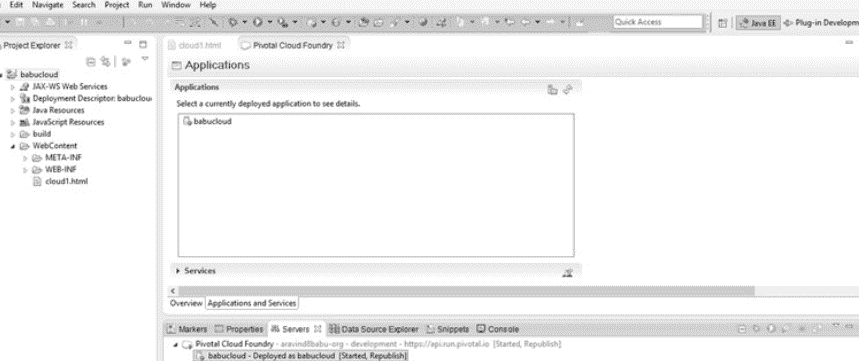 Edit Navigate Search Project Run Window Help
Quick Access
Java EE
Plug-in Developm
Project Explorer
cloud1.html
Pivotal Cloud Foundry
Applications
babucloud
JAX-WS Web Services
Deployment Descriptor: babuclou
Java Resources
JavaScript Resources
build
WebContent
META-INF
WEB-INF
cloud1.html
Applications
Select a currently deployed application to see details.
babucloud
Services
Overview Applications and Services
Markers Properties Servers Data Source Explorer Snippets Console
Pivotal Cloud Foundry - aravind8babu-org - development - https://api.run.pivotal.io [Started, Republish]
babucloud - Deployed as babucloud [Started, Republish]